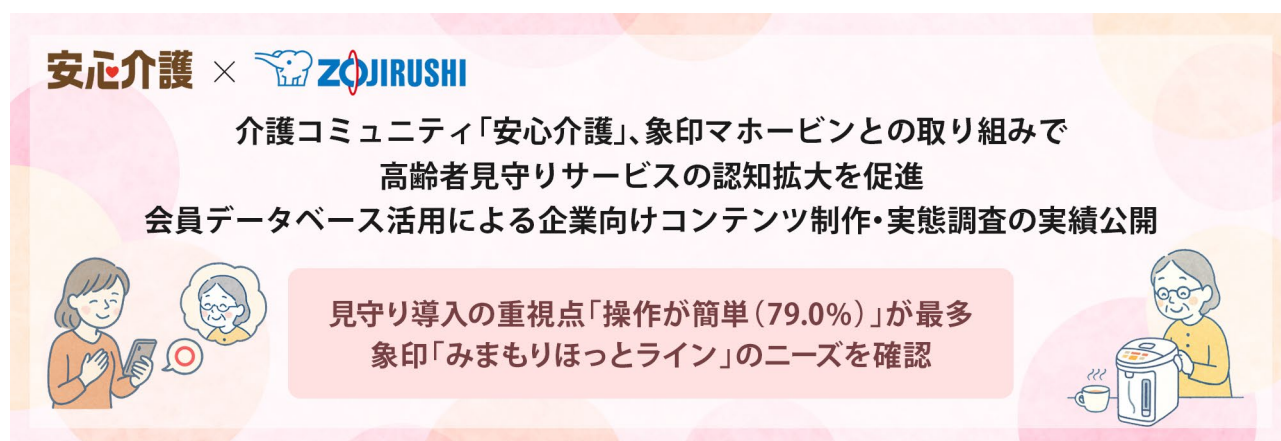 安心介護 × ZOJIRUSHI
介護コミュニティ「安心介護」、象印マホービンとの取り組みで
高齢者見守りサービスの認知拡大を促進
会員データベース活用による企業向けコンテンツ制作・実態調査の実績公開
見守り導入の重視点「操作が簡単（79.0％）」が最多
象印「みまもりほっとライン」のニーズを確認